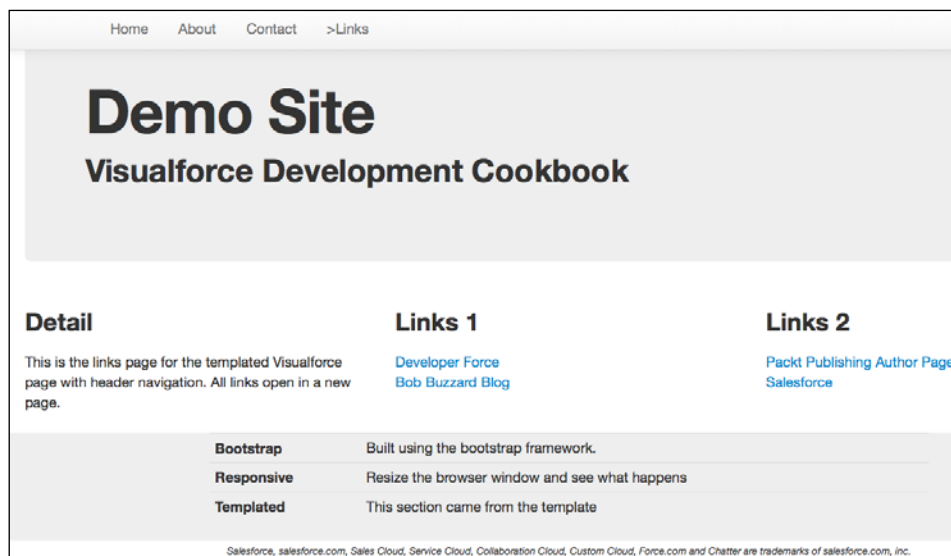 Home About Contact >Links
Demo Site
Visualforce Development Cookbook
Detail
This is the links page for the templated Visualforce
page with header navigation. All links open in a new
page.
Links 1
Developer Force
Bob Buzzard Blog
Links 2
Packt Publishing Author Page
Salesforce
Bootstrap Built using the bootstrap framework.
Responsive Resize the browser window and see what happens
Templated This section came from the template
Salesforce, salesforce.com, Sales Cloud, Service Cloud, Collaboration Cloud, Custom Cloud, Force.com and Chatter are trademarks of salesforce.com, inc.